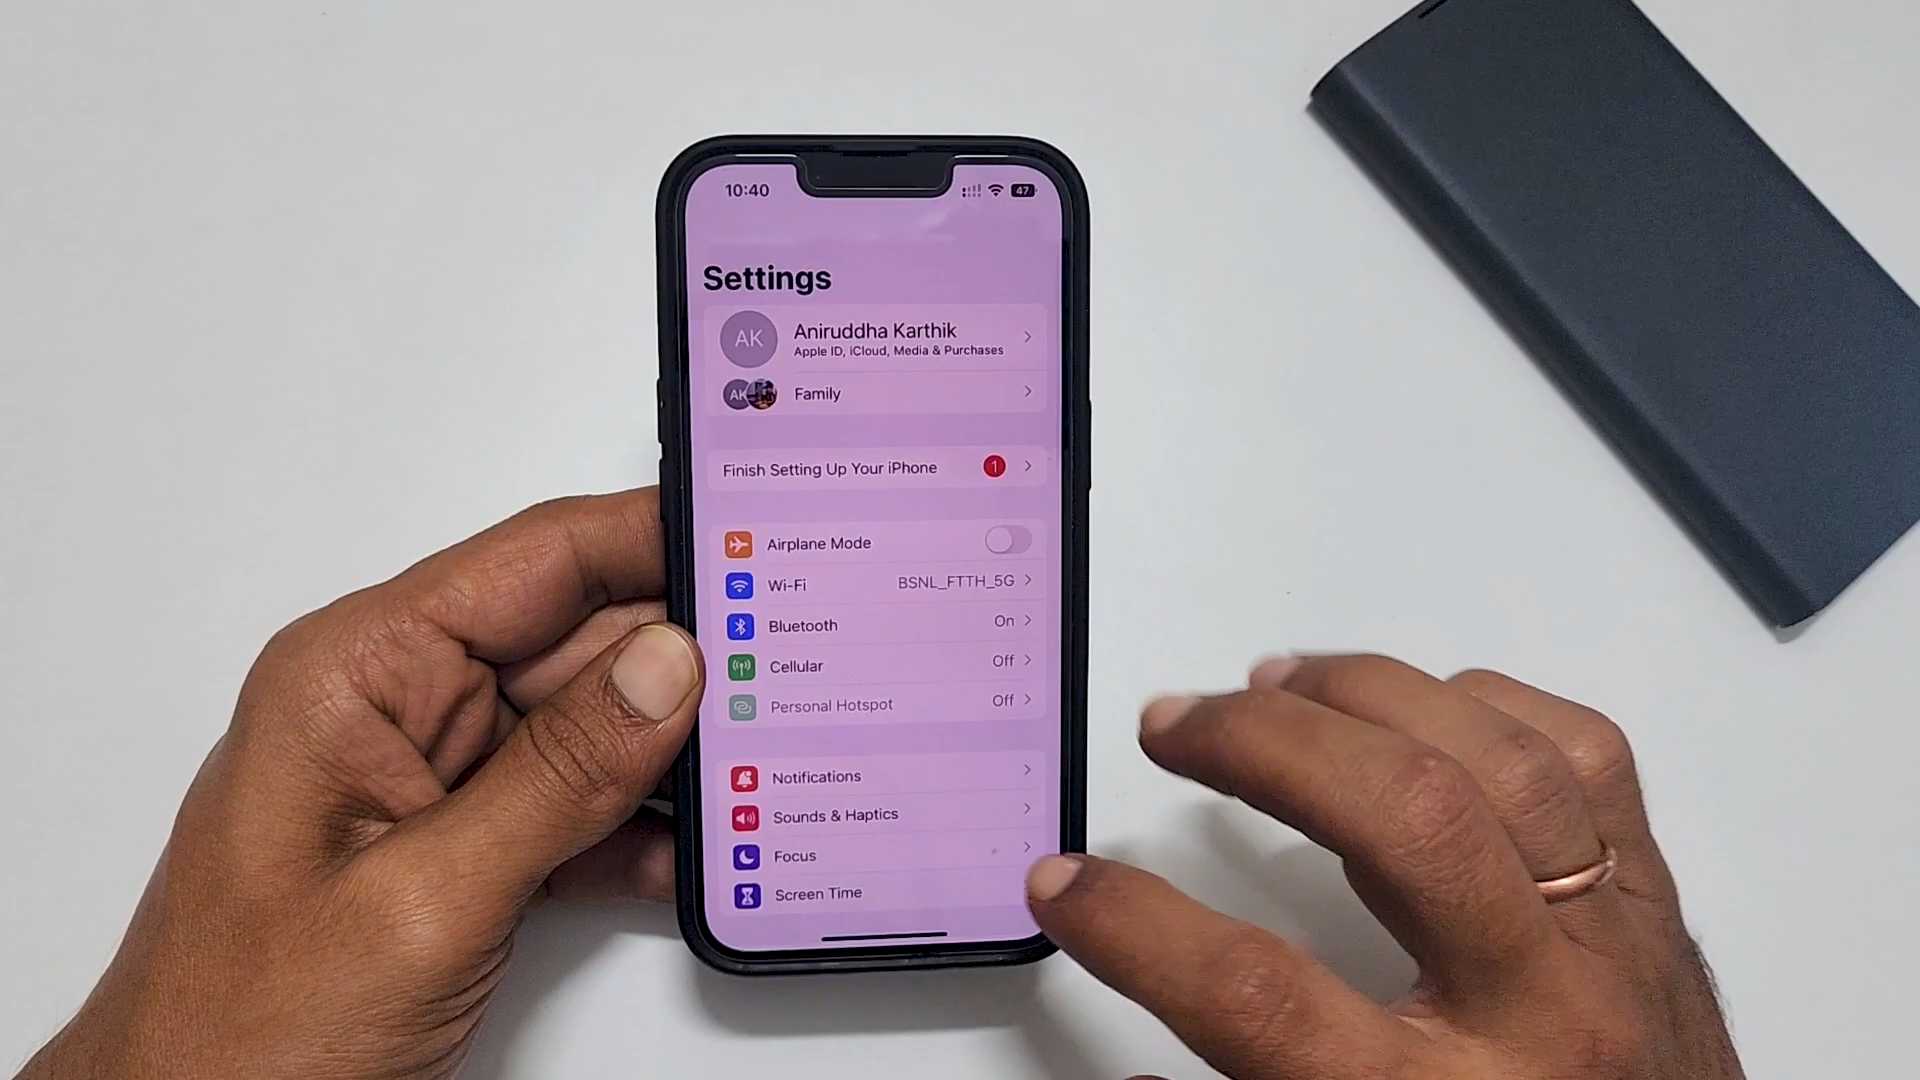 10:40
47
Settings
AK
Aniruddha Karthik
Apple ID, iCloud, Media & Purchases
AK
Family
Finish Setting Up Your iPhone
1
Airplane Mode
Wi-Fi
BSNL_FTTH_5G
Bluetooth
On
Cellular
Off
Personal Hotspot
Off
Notifications
Sounds & Haptics
Focus
Screen Time